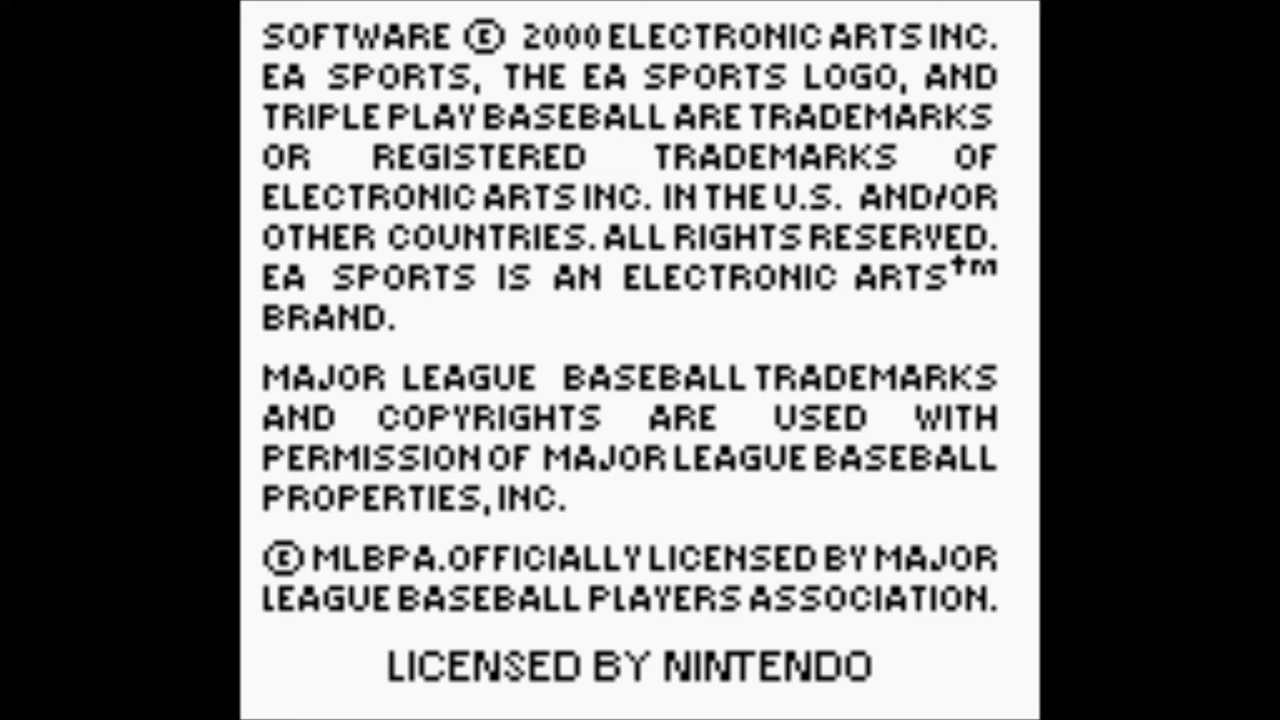 SOFTWARE © 2000 ELECTRONIC ARTS INC.
EA SPORTS, THE EA SPORTS LOGO, AND
TRIPLE PLAY BASEBALL ARE TRADEMARKS
OR REGISTERED TRADEMARKS OF
ELECTRONIC ARTS INC. IN THE U.S. AND/OR
OTHER COUNTRIES. ALL RIGHTS RESERVED.
EA SPORTS IS AN ELECTRONIC ARTS™
BRAND.
MAJOR LEAGUE BASEBALL TRADEMARKS
AND COPYRIGHTS ARE USED WITH
PERMISSION OF MAJOR LEAGUE BASEBALL
PROPERTIES, INC.
© MLBPA. OFFICIALLY LICENSED BY MAJOR
LEAGUE BASEBALL PLAYERS ASSOCIATION.
LICENSED BY NINTENDO